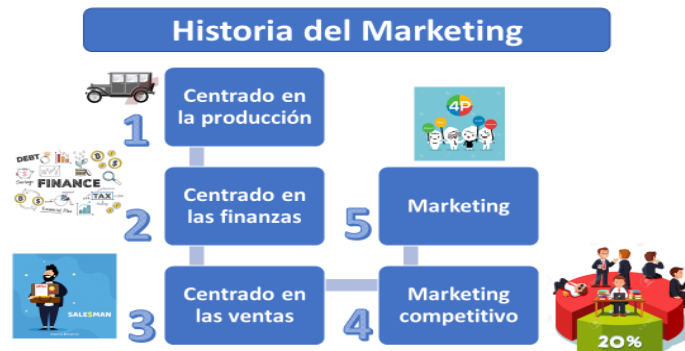 Historia del Marketing
1
Centrado en
la producción
2
Centrado en
las finanzas
DEBT
FINANCE
TAX
3
Centrado en
las ventas
SALESMAN
4
Marketing
competitivo
20%
5
Marketing
4P